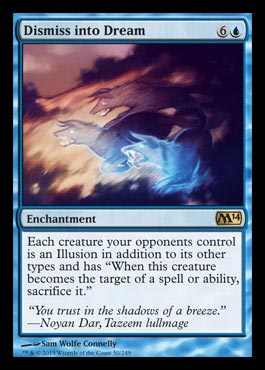 Dismiss into Dream 6
Enchantment M14
Each creature your opponents control
is an Illusion in addition to its other
types and has “When this creature
becomes the target of a spell or ability,
sacrifice it.”
“You trust in the shadows of a breeze.”
—Noyan Dar, Tazeem lullmage
Sam Wolfe Connelly
™ & © 2013 Wizards of the Coast 50/249